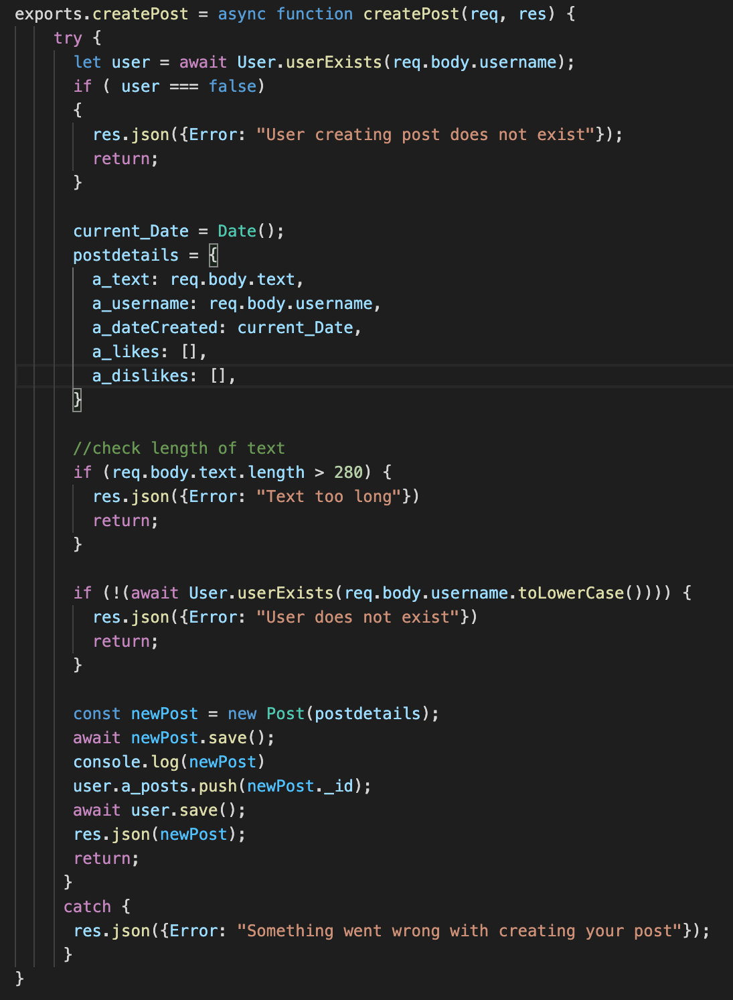 exports.createPost = async function createPost(req, res) {
try {
let user = await User.userExists(req.body.username);
if ( user === false)
{
res.json({Error: "User creating post does not exist"});
return;
}
current_Date = Date();
postdetails = {
a_text: req.body.text,
a_username: req.body.username,
a_dateCreated: current_Date,
a_likes: [],
a_dislikes: [],
}
//check length of text
if (req.body.text.length > 280) {
res.json({Error: "Text too long"})
return;
}
if (!(await User.userExists(req.body.username.toLowerCase()))) {
res.json({Error: "User does not exist"})
return;
}
const newPost = new Post(postdetails);
await newPost.save();
console.log(newPost)
user.a_posts.push(newPost._id);
await user.save();
res.json(newPost);
return;
}
catch {
res.json({Error: "Something went wrong with creating your post"});
}
}